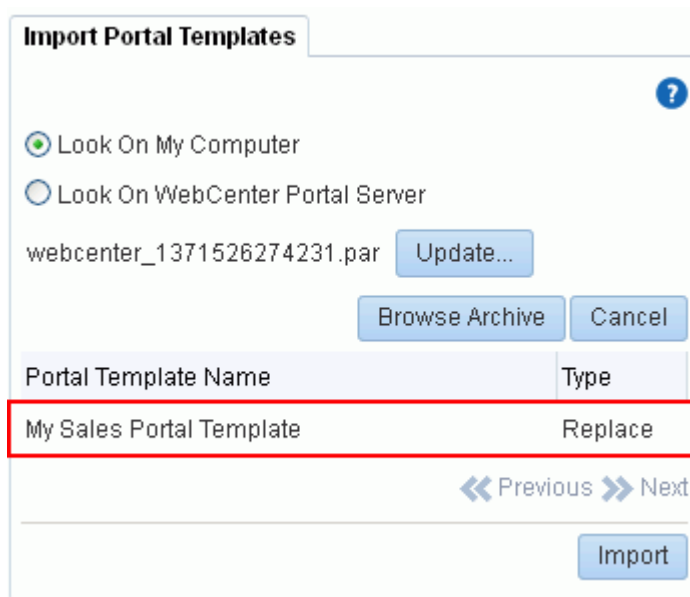 Import Portal Templates
?
Look On My Computer
Look On WebCenter Portal Server
webcenter_1371526274231.par Update...
Browse Archive Cancel
Portal Template Name Type
My Sales Portal Template Replace
Previous Next
Import